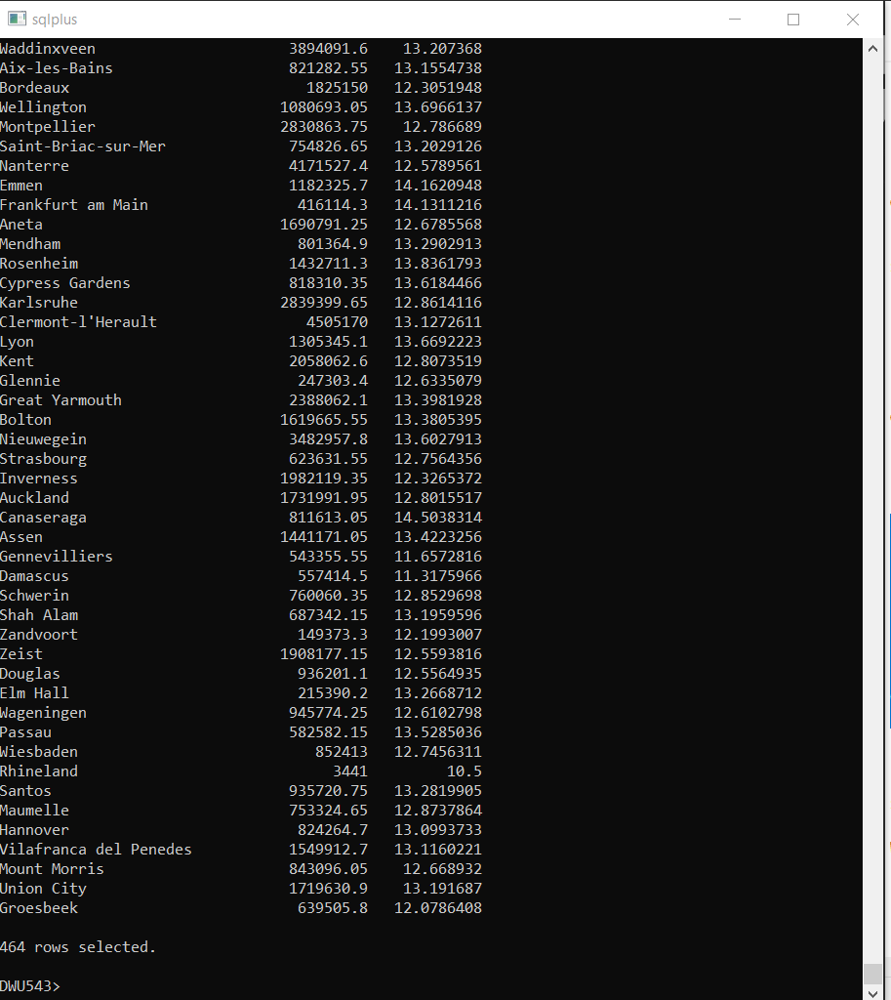 sqlplus
Waddinxveen 3894091.6 13.207368
Aix-les-Bains 821282.55 13.1554738
Bordeaux 1825150 12.3051948
Wellington 1080693.05 13.6966137
Montpellier 2830863.75 12.786689
Saint-Briac-sur-Mer 754826.65 13.2029126
Nanterre 4171527.4 12.5789561
Emmen 1182325.7 14.1620948
Frankfurt am Main 416114.3 14.1311216
Aneta 1690791.25 12.6785568
Mendham 801364.9 13.2902913
Rosenheim 1432711.3 13.8361793
Cypress Gardens 818310.35 13.6184466
Karlsruhe 2839399.65 12.8614116
Clermont-l'Herault 4505170 13.1272611
Lyon 1305345.1 13.6692223
Kent 2058062.6 12.8073519
Glennie 247303.4 12.6335079
Great Yarmouth 2388062.1 13.3981928
Bolton 1619665.55 13.3805395
Nieuwegein 3482957.8 13.6027913
Strasbourg 623631.55 12.7564356
Inverness 1982119.35 12.3265372
Auckland 1731991.95 12.8015517
Canaseraga 811613.05 14.5038314
Assen 1441171.05 13.4223256
Gennevilliers 543355.55 11.6572816
Damascus 557414.5 11.3175966
Schwerin 760060.35 12.8529698
Shah Alam 687342.15 13.1959596
Zandvoort 149373.3 12.1993007
Zeist 1908177.15 12.5593816
Douglas 936201.1 12.5564935
Elm Hall 215390.2 13.2668712
Wageningen 945774.25 12.6102798
Passau 582582.15 13.5285036
Wiesbaden 852413 12.7456311
Rhineland 3441 10.5
Santos 935720.75 13.2819905
Maumelle 753324.65 12.8737864
Hannover 824264.7 13.0993733
Vilafranca del Penedes 1549912.7 13.1160221
Mount Morris 843096.05 12.668932
Union City 1719630.9 13.191687
Groesbeek 639505.8 12.0786408
464 rows selected.
DWU543>